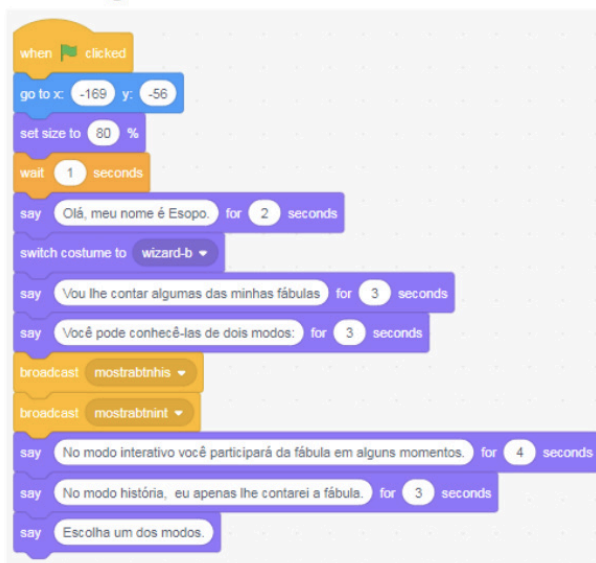 when clicked
go to x: -169 y: -56
set size to 80 %
wait 1 seconds
say Olá, meu nome é Esopo. for 2 seconds
switch costume to wizard-b
say Vou lhe contar algumas das minhas fábulas for 3 seconds
say Você pode conhecê-las de dois modos: for 3 seconds
broadcast mostrabtnhis
broadcast mostrabtnint
say No modo interativo você participará da fábula em alguns momentos. for 4 seconds
say No modo história, eu apenas lhe contarei a fábula. for 3 seconds
say Escolha um dos modos.